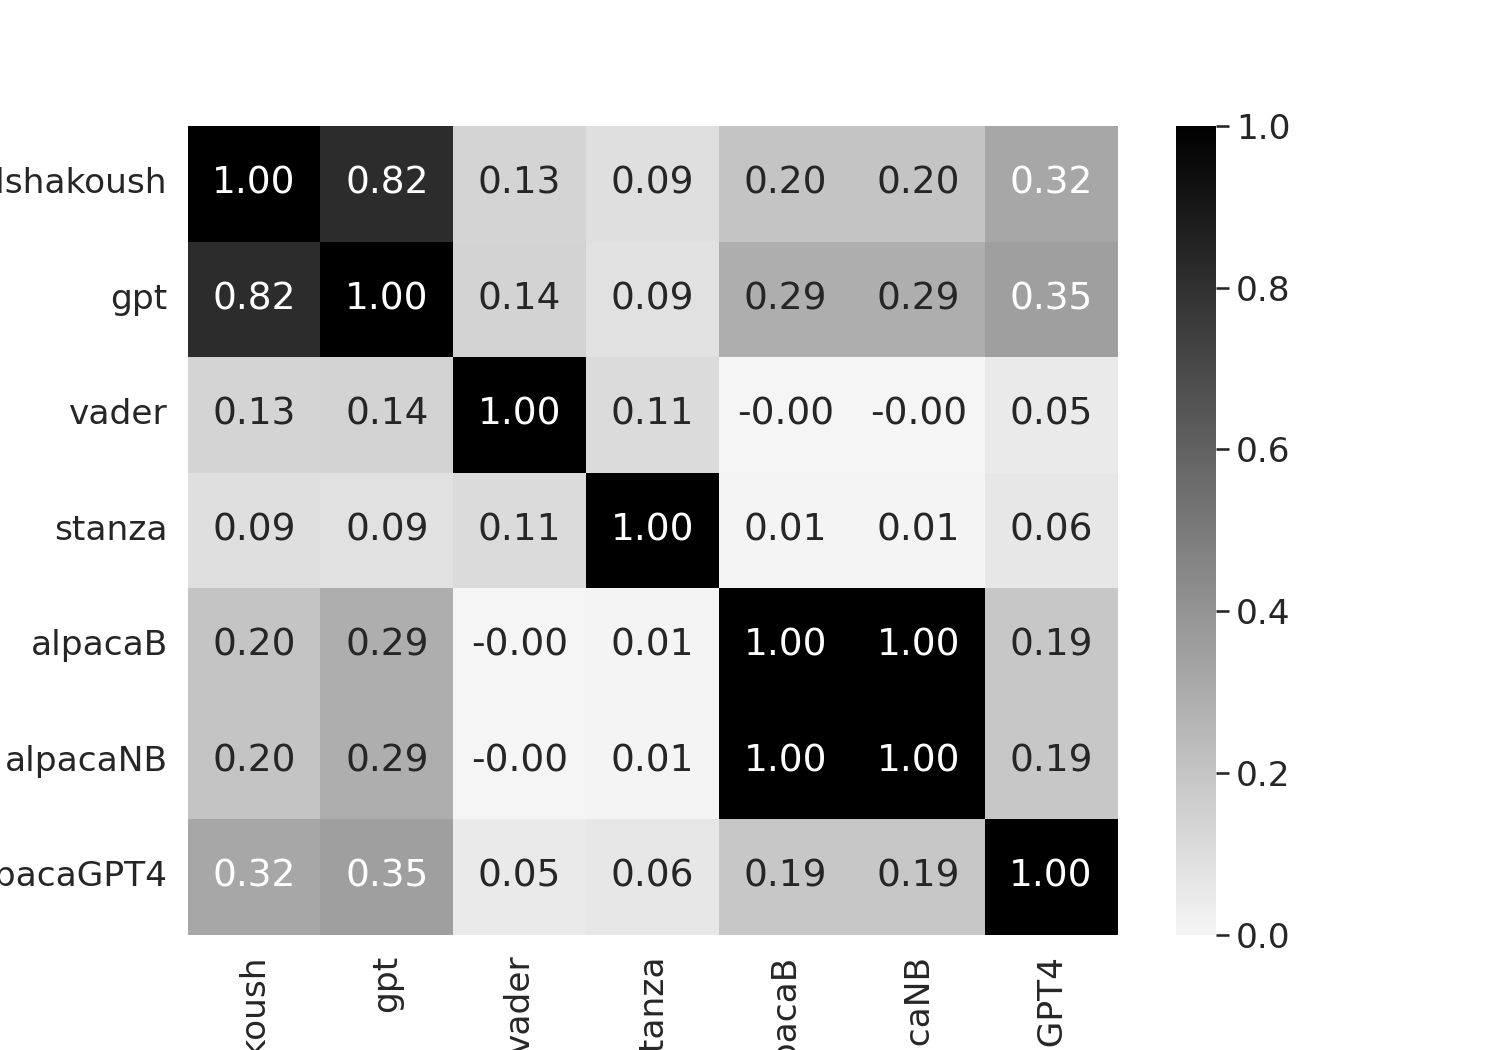 1.0
lshakoush 1.00 0.82 0.13 0.09 0.20 0.20 0.32
gpt 0.82 1.00 0.14 0.09 0.29 0.29 0.35
0.8
vader 0.13 0.14 1.00 0.11 -0.00 -0.00 0.05
0.6
stanza 0.09 0.09 0.11 1.00 0.01 0.01 0.06
0.4
alpacaB 0.20 0.29 -0.00 0.01 1.00 1.00 0.19
alpacaNB 0.20 0.29 -0.00 0.01 1.00 1.00 0.19
0.2
pacaGPT4 0.32 0.35 0.05 0.06 0.19 0.19 1.00
0.0
koush
gpt
vader
tanza
pacaB
caNB
GPT4